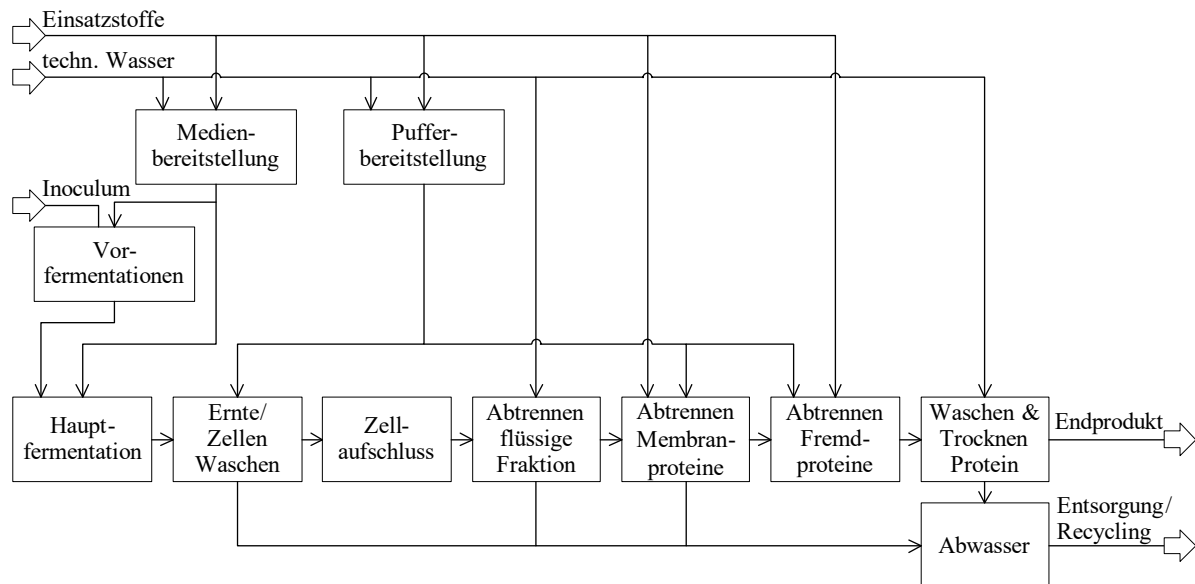 Einsatzstoffe
techn. Wasser
Medien-
bereitstellung
Puffer-
bereitstellung
Inoculum
Vor-
fermentationen
Haupt-
fermentation
Ernte/
Zellen
Waschen
Zell-
aufschluss
Abtrennen
flüssige
Fraktion
Abtrennen
Membran-
proteine
Abtrennen
Fremd-
proteine
Waschen &
Trocknen
Protein
Endprodukt
Abwasser
Entsorgung/
Recycling